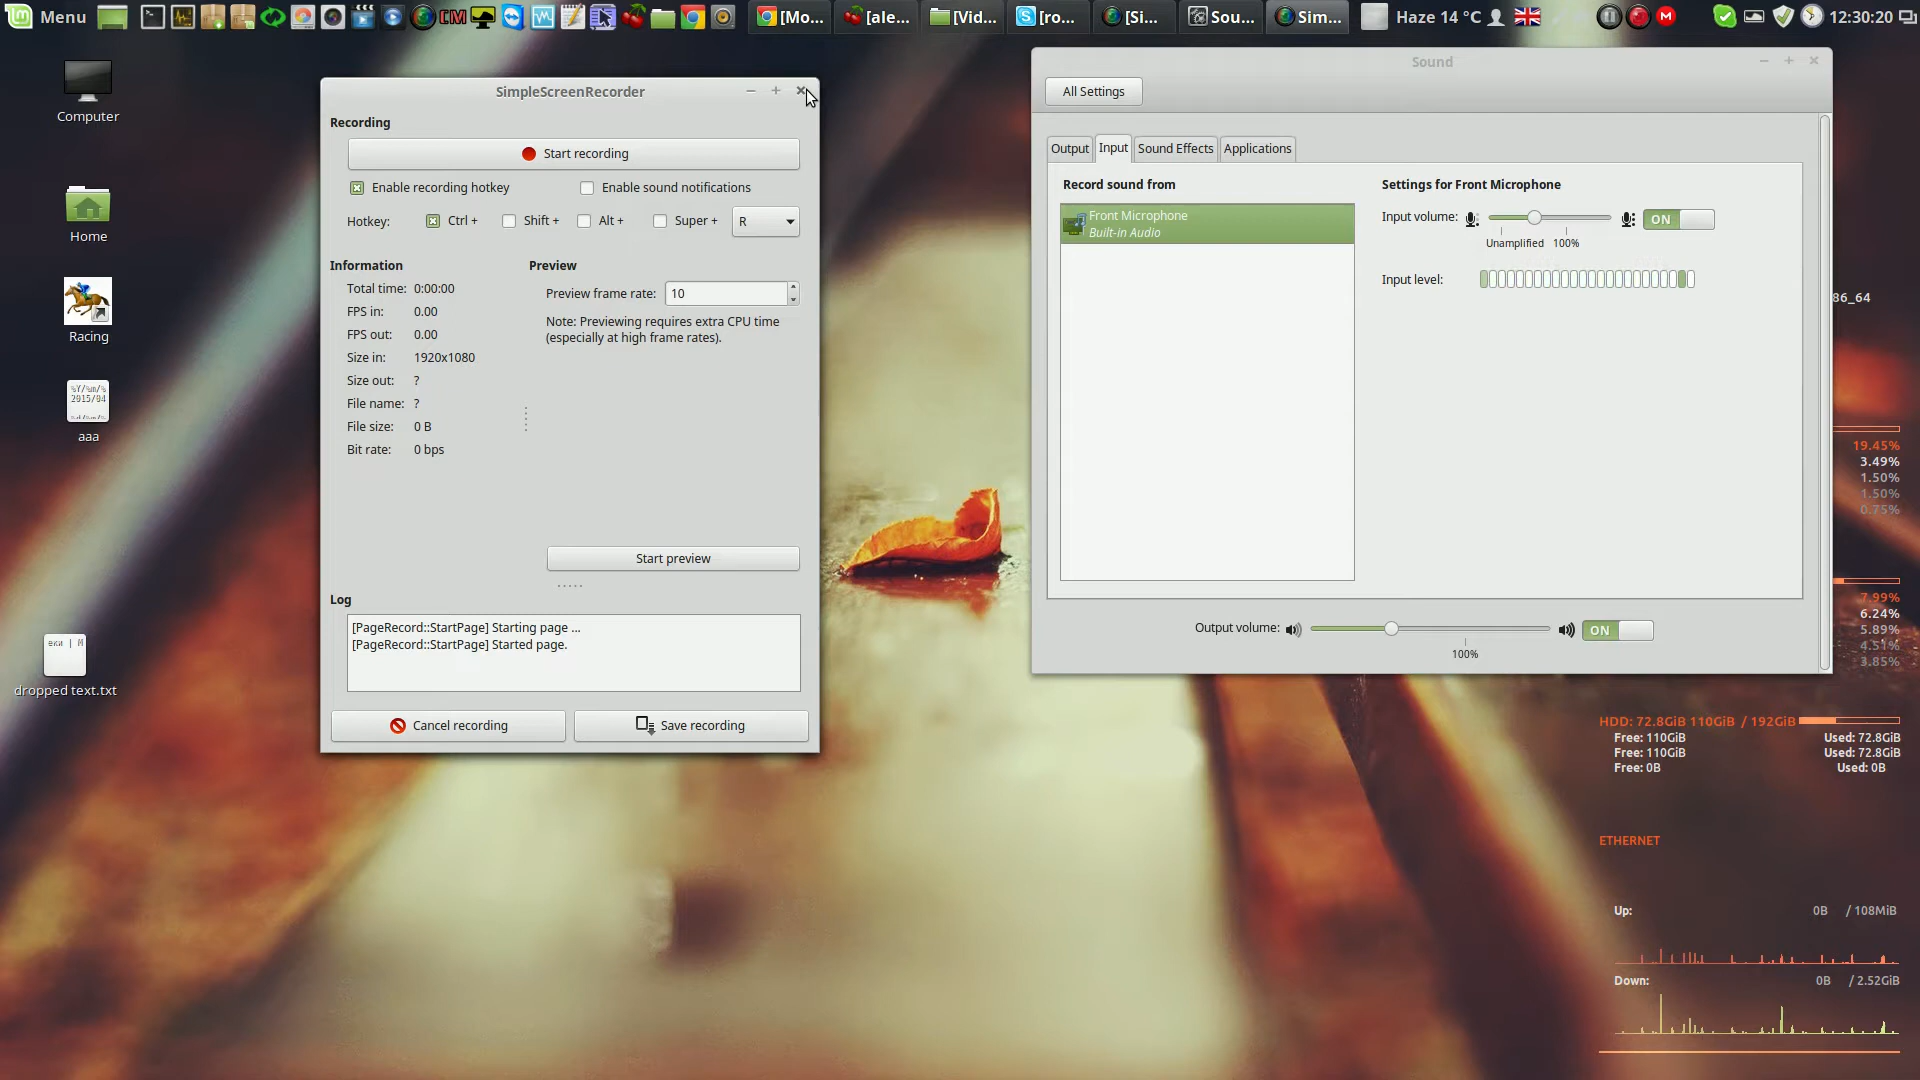 Menu
CM
[Mo...
[ale...
[Vid...
[ro...
[Si...
Sou...
Sim...
Haze 14 °C
M
12:30:20
Computer
Home
Racing
%Y/%m/%
2015/04
aaa
dropped text.txt
SimpleScreenRecorder
Recording
Start recording
Enable recording hotkey
Enable sound notifications
Hotkey:
Ctrl +
Shift +
Alt +
Super +
R
Information
Total time: 0:00:00
FPS in: 0.00
FPS out: 0.00
Size in: 1920x1080
Size out: ?
File name: ?
File size: 0 B
Bit rate: 0 bps
Preview
Preview frame rate: 10
Note: Previewing requires extra CPU time
(especially at high frame rates).
Start preview
Log
[PageRecord::StartPage] Starting page ...
[PageRecord::StartPage] Started page.
Cancel recording
Save recording
Sound
All Settings
Output
Input
Sound Effects
Applications
Record sound from
Front Microphone
Built-in Audio
Settings for Front Microphone
Input volume:
ON
Unamplified
100%
Input level:
Output volume:
ON
100%
86_64
19.45%
3.49%
1.50%
1.50%
0.75%
7.99%
6.24%
5.89%
4.51%
3.85%
HDD: 72.8GiB 110GiB / 192GiB
Free: 110GiB Used: 72.8GiB
Free: 110GiB Used: 72.8GiB
Free: 0B Used: 0B
ETHERNET
Up: 0B / 108MiB
Down: 0B / 2.52GiB